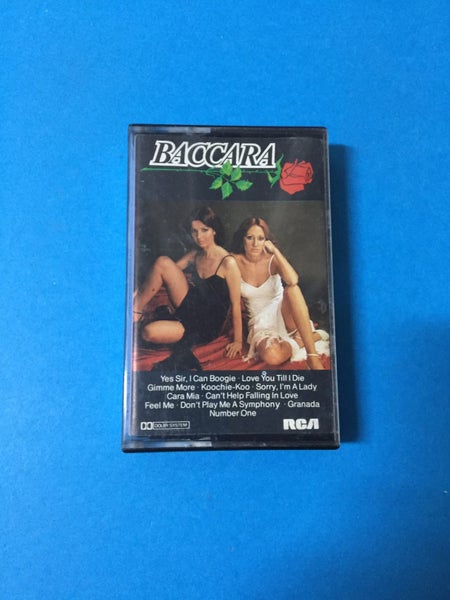 BACCARA
Yes Sir, I Can Boogie · Love You Till I Die
Gimme More · Koochie-Koo · Sorry, I'm A Lady
Cara Mia · Can't Help Falling In Love
Feel Me · Don't Play Me A Symphony · Granada
Number One
DOLBY SYSTEM
RCA